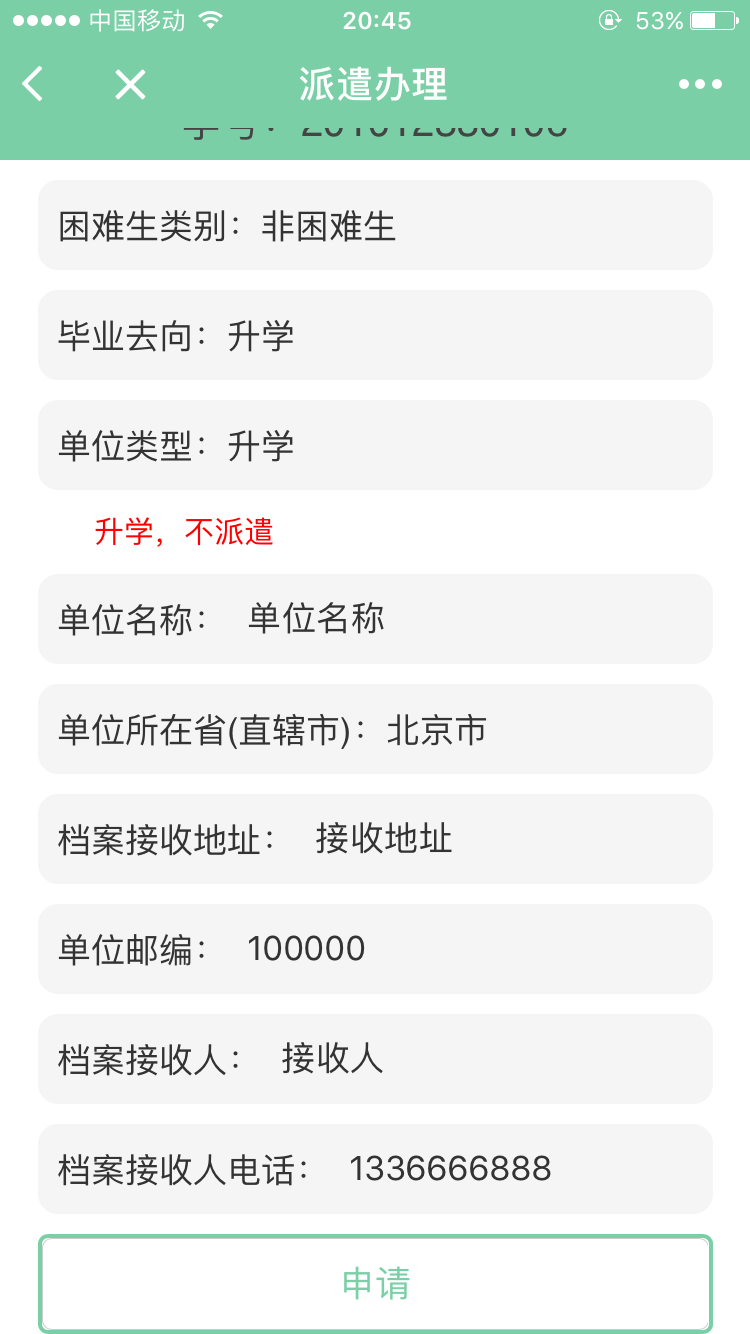 中国移动
20:45
53%
派遣办理
困难生类别：非困难生
毕业去向：升学
单位类型：升学
升学，不派遣
单位名称： 单位名称
单位所在省(直辖市)：北京市
档案接收地址： 接收地址
单位邮编： 100000
档案接收人： 接收人
档案接收人电话： 1336666888
申请